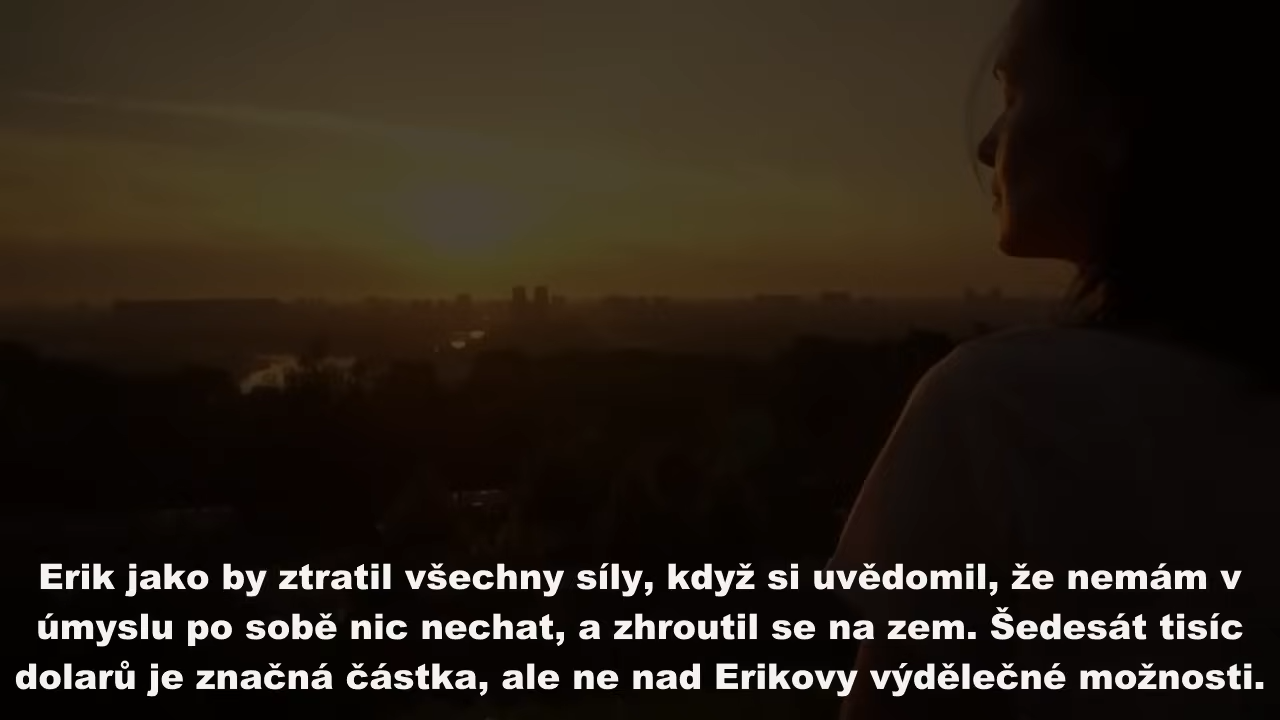 Erik jako by ztratil všechny síly, když si uvědomil, že nemám v
úmyslu po sobě nic nechat, a zhroutil se na zem. Šedesát tisíc
dolarů je značná částka, ale ne nad Erikovy výdělečné možnosti.